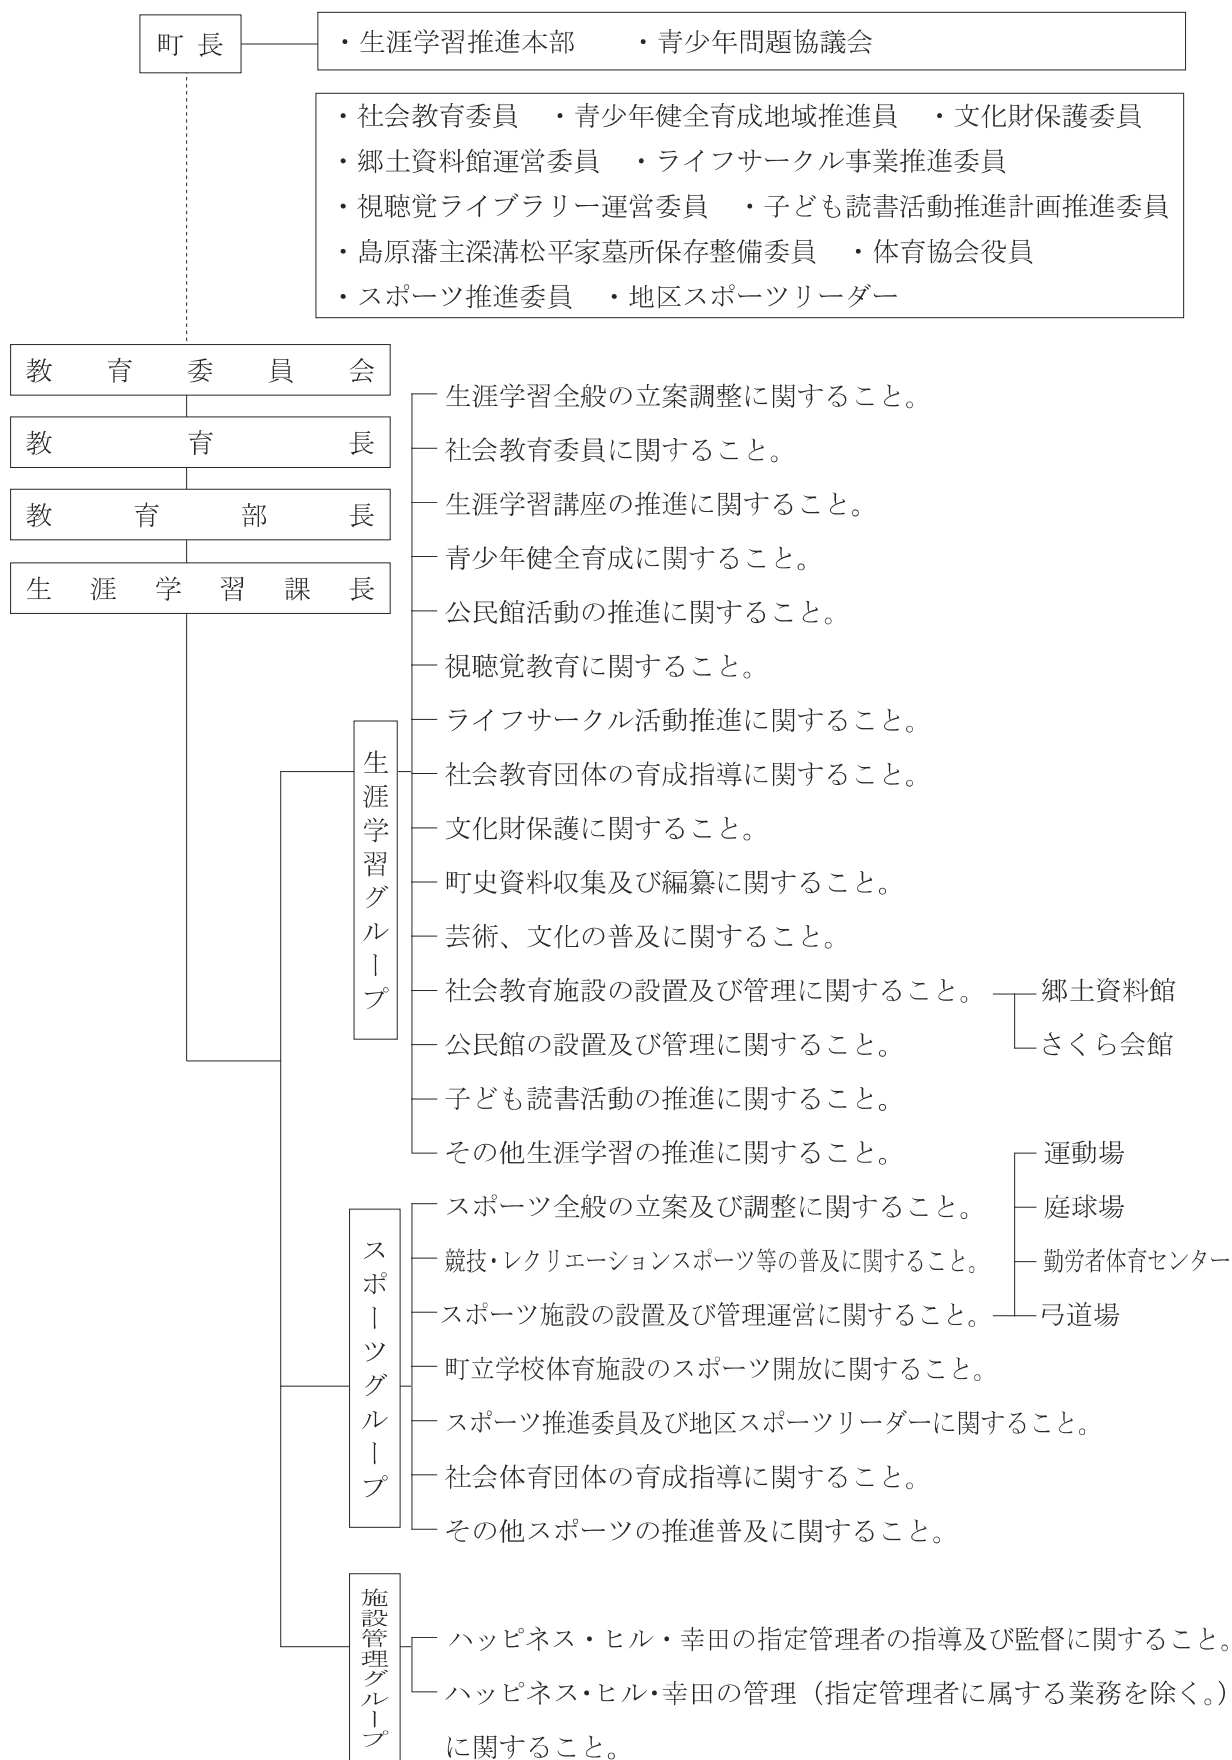 町長
・生涯学習推進本部　・青少年問題協議会
・社会教育委員　・青少年健全育成地域推進員　・文化財保護委員
・郷土資料館運営委員　・ライフサークル事業推進委員
・視聴覚ライブラリー運営委員　・子ども読書活動推進計画推進委員
・島原藩主深溝松平家墓所保存整備委員　・体育協会役員
・スポーツ推進委員　・地区スポーツリーダー
教育委員会
教育長
教育部長
生涯学習課長
生涯学習グループ
生涯学習全般の立案調整に関すること。
社会教育委員に関すること。
生涯学習講座の推進に関すること。
青少年健全育成に関すること。
公民館活動の推進に関すること。
視聴覚教育に関すること。
ライフサークル活動推進に関すること。
社会教育団体の育成指導に関すること。
文化財保護に関すること。
町史資料収集及び編纂に関すること。
芸術、文化の普及に関すること。
社会教育施設の設置及び管理に関すること。
郷土資料館
さくら会館
公民館の設置及び管理に関すること。
子ども読書活動の推進に関すること。
その他生涯学習の推進に関すること。
スポーツグループ
スポーツ全般の立案及び調整に関すること。
競技・レクリエーションスポーツ等の普及に関すること。
スポーツ施設の設置及び管理運営に関すること。
運動場
庭球場
勤労者体育センター
弓道場
町立学校体育施設のスポーツ開放に関すること。
スポーツ推進委員及び地区スポーツリーダーに関すること。
社会体育団体の育成指導に関すること。
その他スポーツの推進普及に関すること。
施設管理グループ
ハッピネス・ヒル・幸田の指定管理者の指導及び監督に関すること。
ハッピネス・ヒル・幸田の管理（指定管理者に属する業務を除く。）
に関すること。